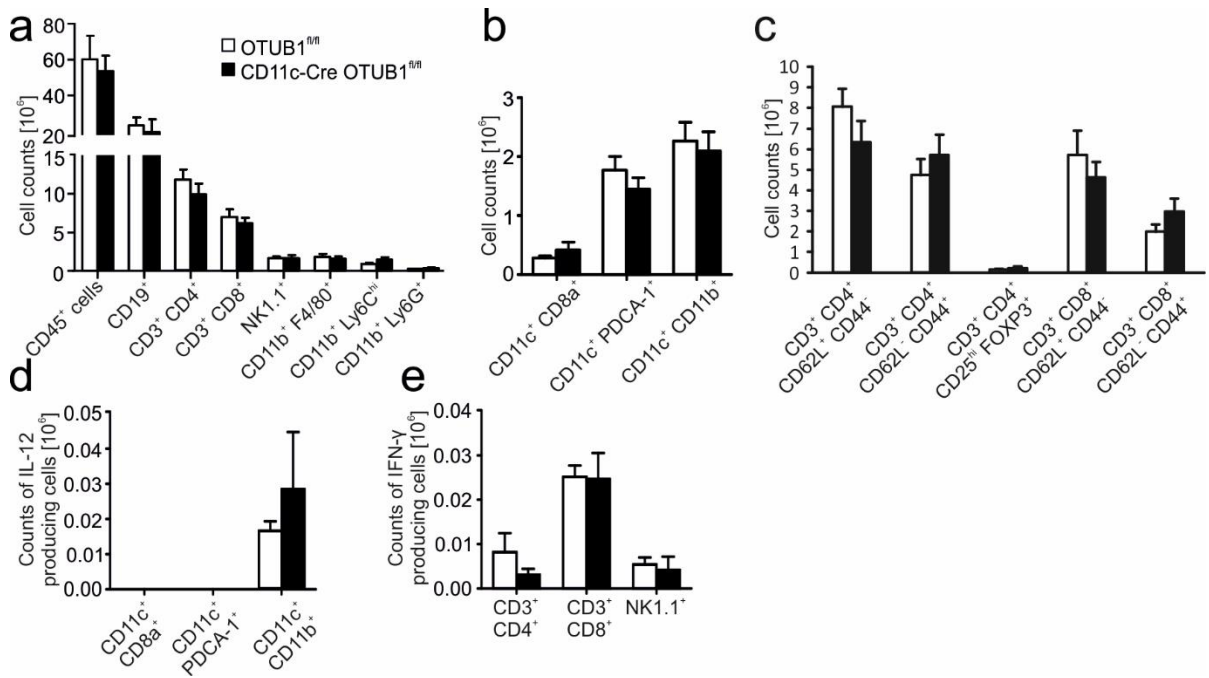 a
80
60
40
20
15
10
5
0
Cell counts [10⁶]
OTUB1ᶠˡ/ᶠˡ
CD11c-Cre OTUB1ᶠˡ/ᶠˡ
CD45⁺ cells
CD19⁺
CD3⁺ CD4⁺
CD3⁺ CD8⁺
NK1.1⁺
CD11b⁺ F4/80⁺
CD11b⁺ Ly6Cʰⁱ
CD11b⁺ Ly6G⁺
b
3
2
1
0
Cell counts [10⁶]
CD11c⁺ CD8a⁺
CD11c⁺ PDCA-1⁺
CD11c⁺ CD11b⁺
c
10
9
8
7
6
5
4
3
2
1
0
Cell counts [10⁶]
CD3⁺ CD4⁺
CD62L⁺ CD44⁻
CD3⁺ CD4⁺
CD62L⁻ CD44⁺
CD3⁺ CD4⁺
CD25ʰⁱ FOXP3⁺
CD3⁺ CD8⁺
CD62L⁺ CD44⁻
CD3⁺ CD8⁺
CD62L⁻ CD44⁺
d
0.05
0.04
0.03
0.02
0.01
0.00
Counts of IL-12
producing cells [10⁶]
CD11c⁺
CD8a⁺
CD11c⁺
PDCA-1⁺
CD11c⁺
CD11b⁺
e
0.04
0.03
0.02
0.01
0.00
Counts of IFN-γ
producing cells [10⁶]
CD3⁺
CD4⁺
CD3⁺
CD8⁺
NK1.1⁺